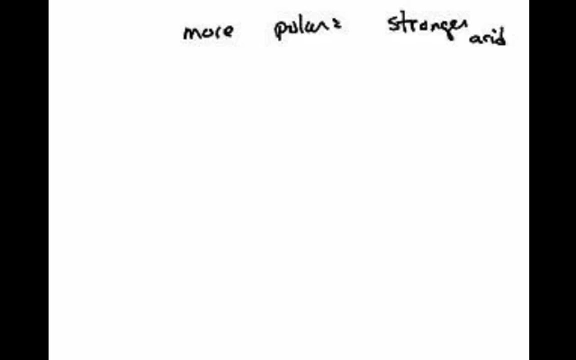 more polar = stronger acid